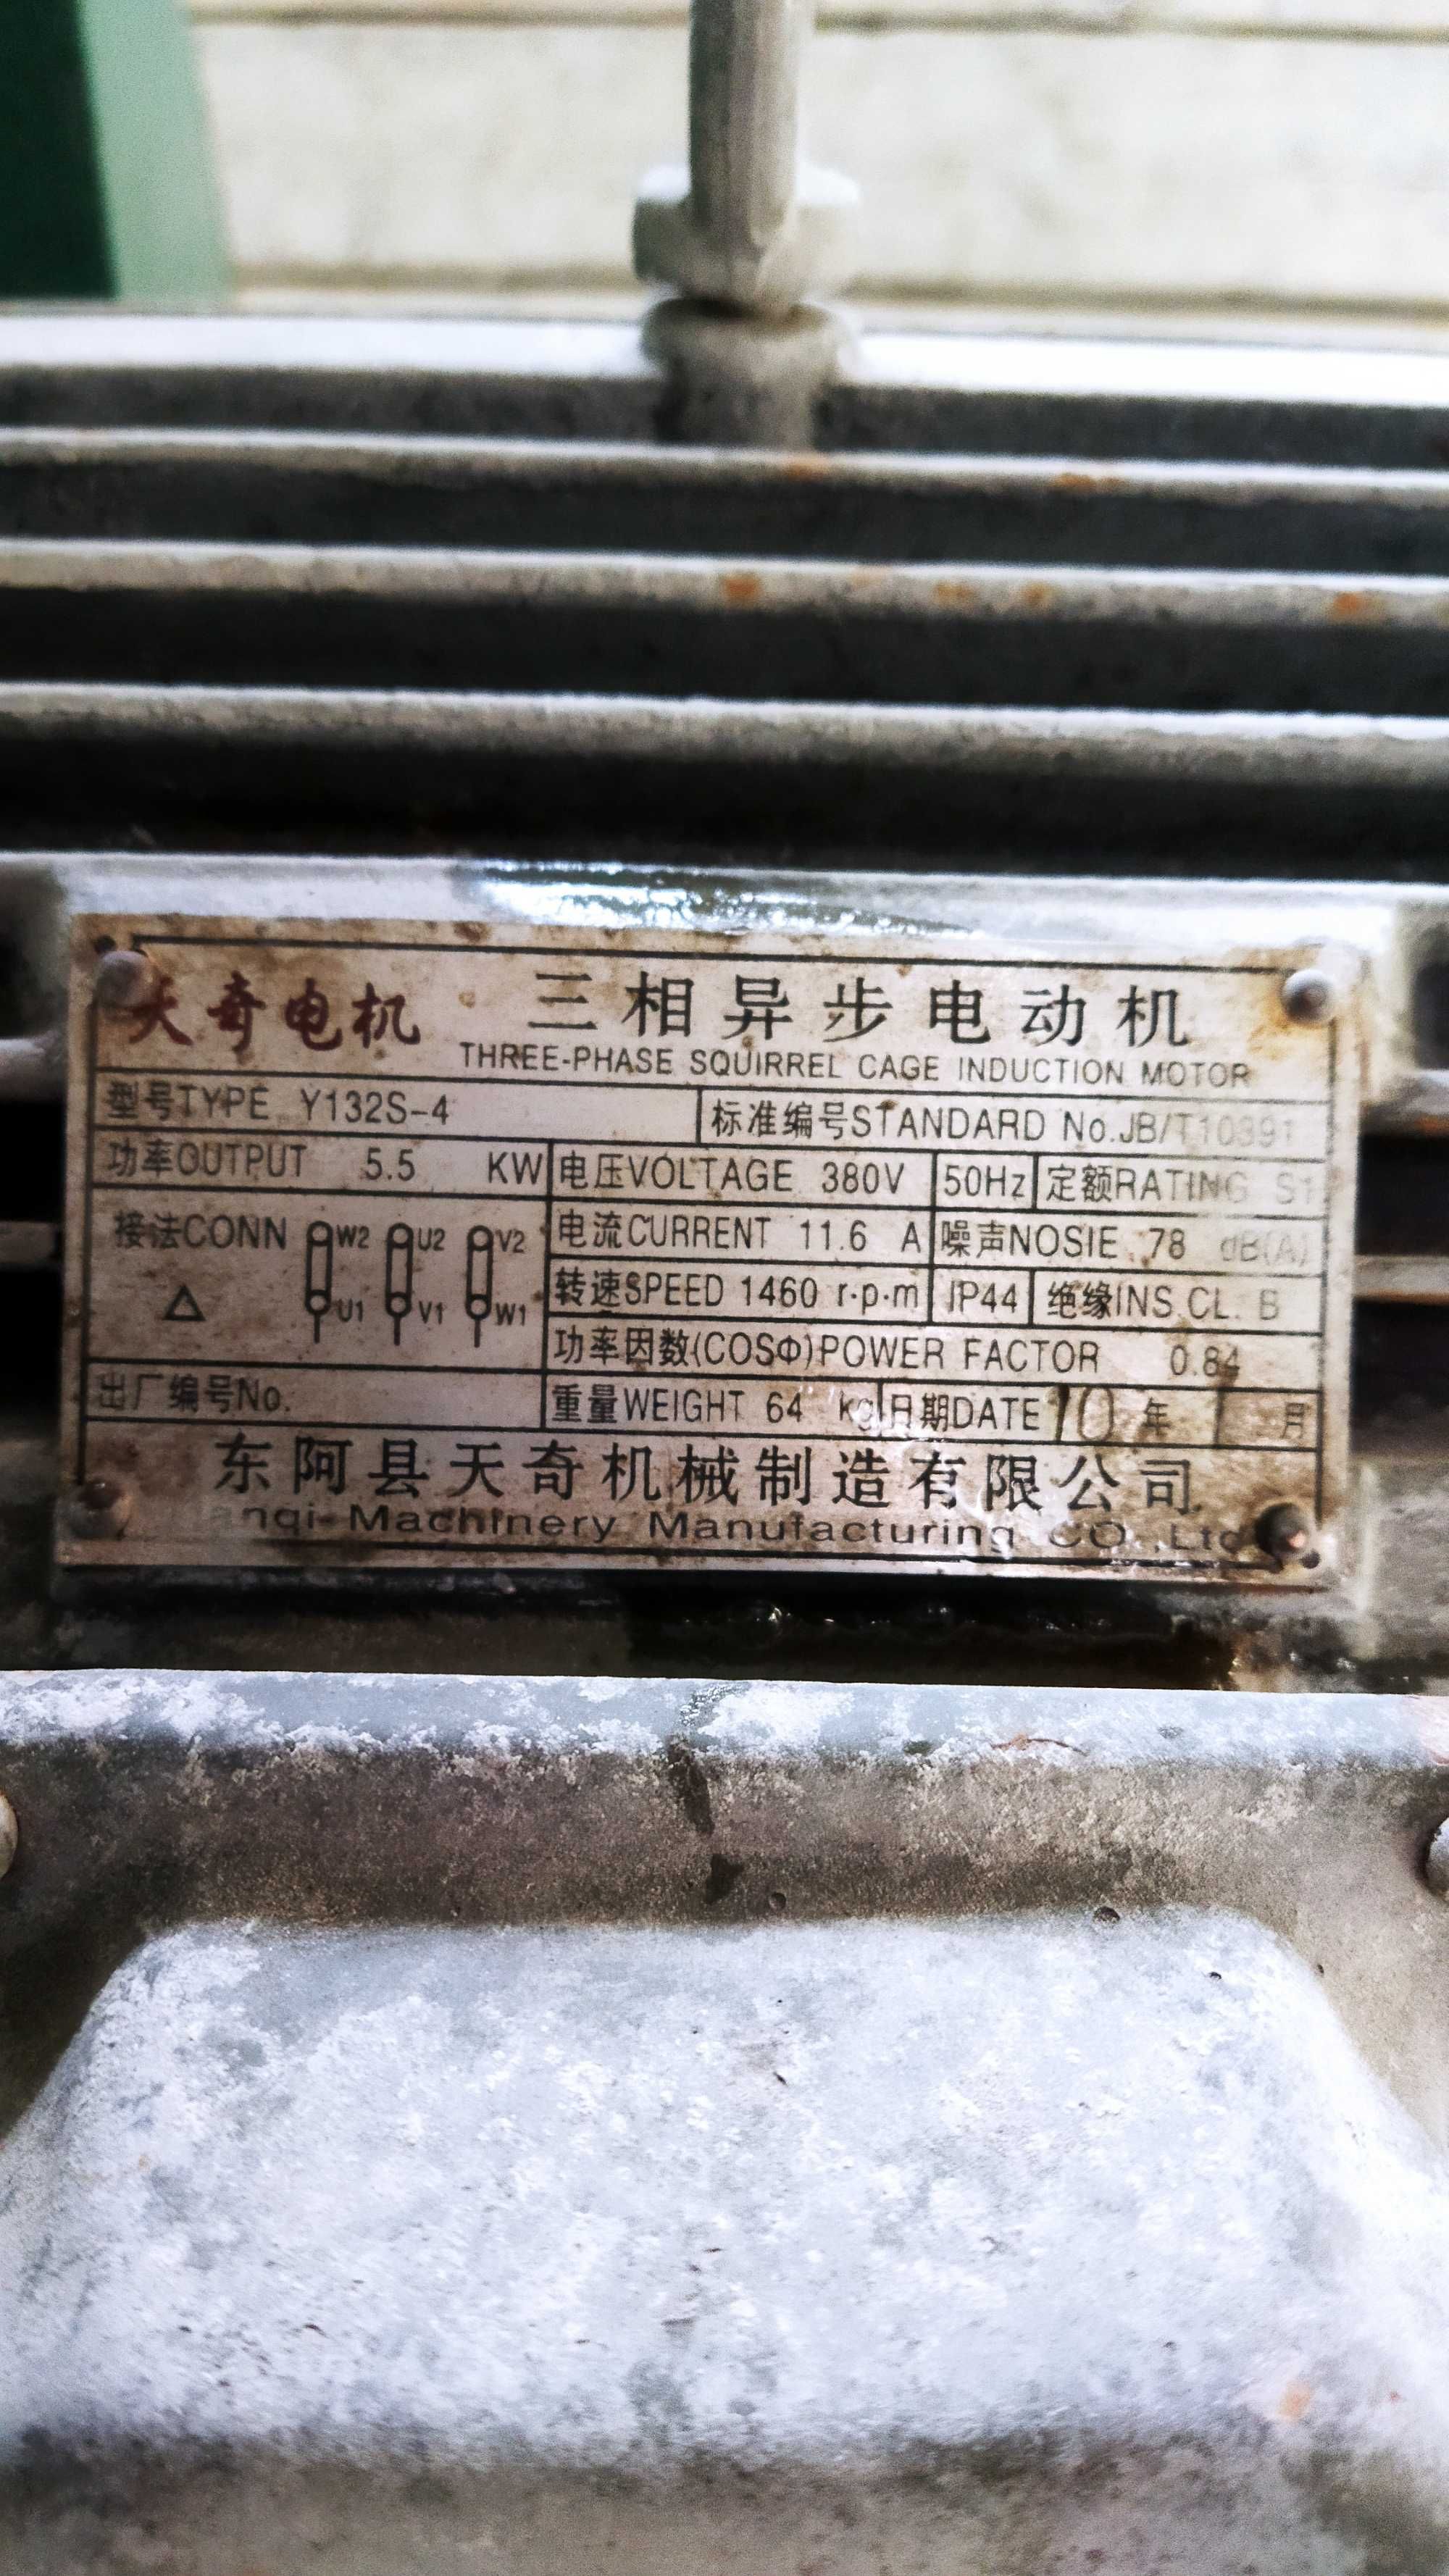 天奇电机 三相异步电动机
THREE-PHASE SQUIRREL CAGE INDUCTION MOTOR
型号TYPE Y132S-4 标准编号STANDARD No.JB/T10391
功率OUTPUT 5.5 KW 电压VOLTAGE 380V 50Hz 定额RATING S1
接法CONN W2 U2 V2 电流CURRENT 11.6 A 噪声NOSIE 78 dB(A)
△ U1 V1 W1 转速SPEED 1460 r·p·m IP44 绝缘INS.CL. B
功率因数(COSΦ)POWER FACTOR 0.84
出厂编号No. 重量WEIGHT 64 kg 日期DATE 10 年 1 月
东阿县天奇机械制造有限公司
Machinery Manufacturing CO.,Ltd